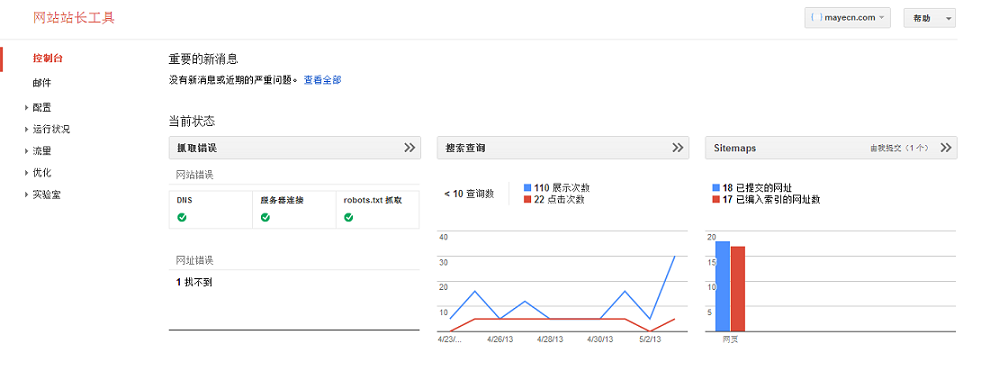 网站站长工具
mayecn.com
帮助
控制台
邮件
配置
运行状况
流量
优化
实验室
重要的新消息
没有新消息或近期的严重问题。 查看全部
当前状态
抓取错误
网站错误
DNS
服务器连接
robots.txt 抓取
网址错误
1 找不到
搜索查询
< 10 查询数
110 展示次数
22 点击次数
40
30
20
10
4/23/...
4/26/13
4/28/13
4/30/13
5/2/13
Sitemaps
由我提交（1 个）
18 已提交的网址
17 已编入索引的网址数
20
15
10
5
网页